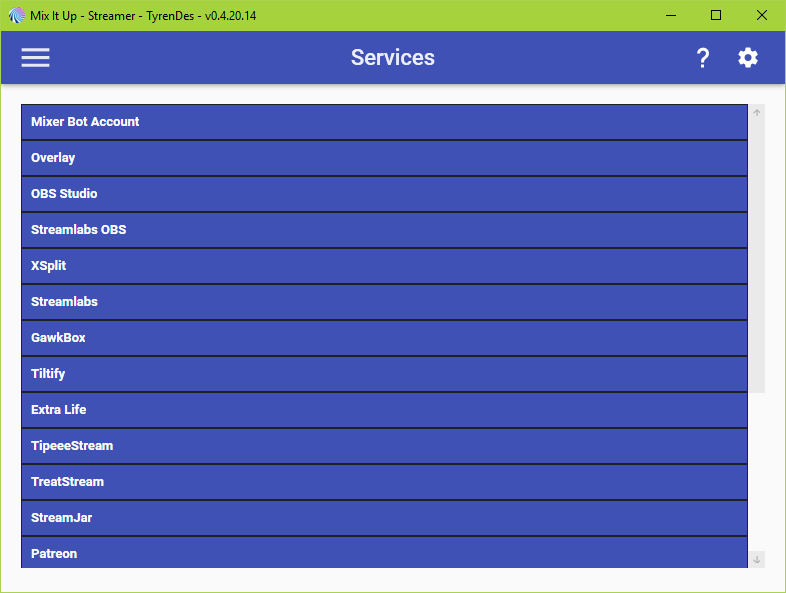 Mix It Up - Streamer - TyrenDes - v0.4.20.14
Services
?
Mixer Bot Account
Overlay
OBS Studio
Streamlabs OBS
XSplit
Streamlabs
GawkBox
Tiltify
Extra Life
TipeeeStream
TreatStream
StreamJar
Patreon